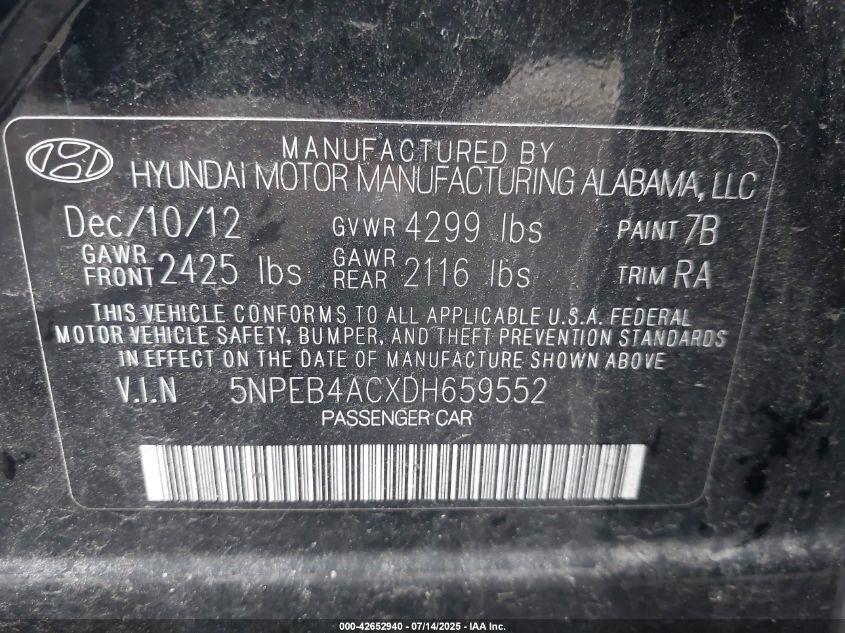 MANUFACTURED BY
HYUNDAI MOTOR MANUFACTURING ALABAMA, LLC
Dec/10/12 GVWR 4299 lbs PAINT 7B
GAWR FRONT 2425 lbs GAWR REAR 2116 lbs TRIM RA
THIS VEHICLE CONFORMS TO ALL APPLICABLE U.S.A. FEDERAL
MOTOR VEHICLE SAFETY, BUMPER, AND THEFT PREVENTION STANDARDS
IN EFFECT ON THE DATE OF MANUFACTURE SHOWN ABOVE
V.I.N 5NPEB4ACXDH659552
PASSENGER CAR
000-42652940 - 07/14/2025 - IAA Inc.